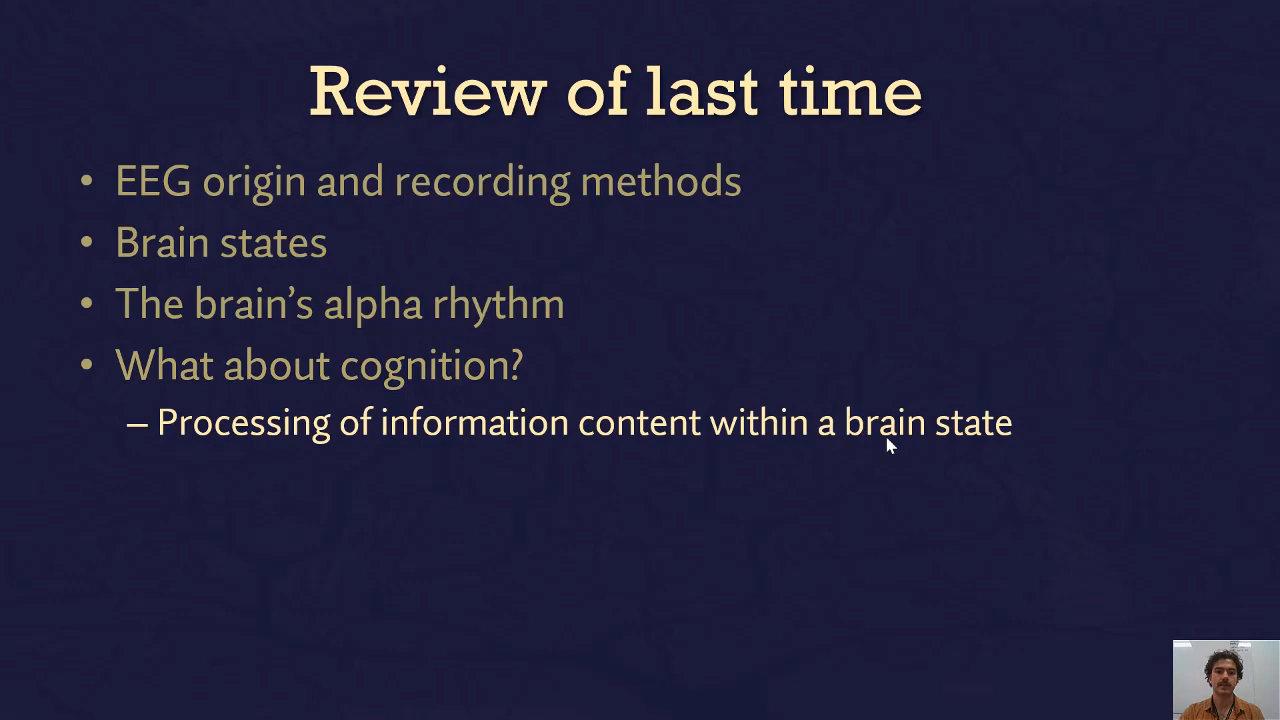 Review of last time
• EEG origin and recording methods
• Brain states
• The brain’s alpha rhythm
• What about cognition?
– Processing of information content within a brain state